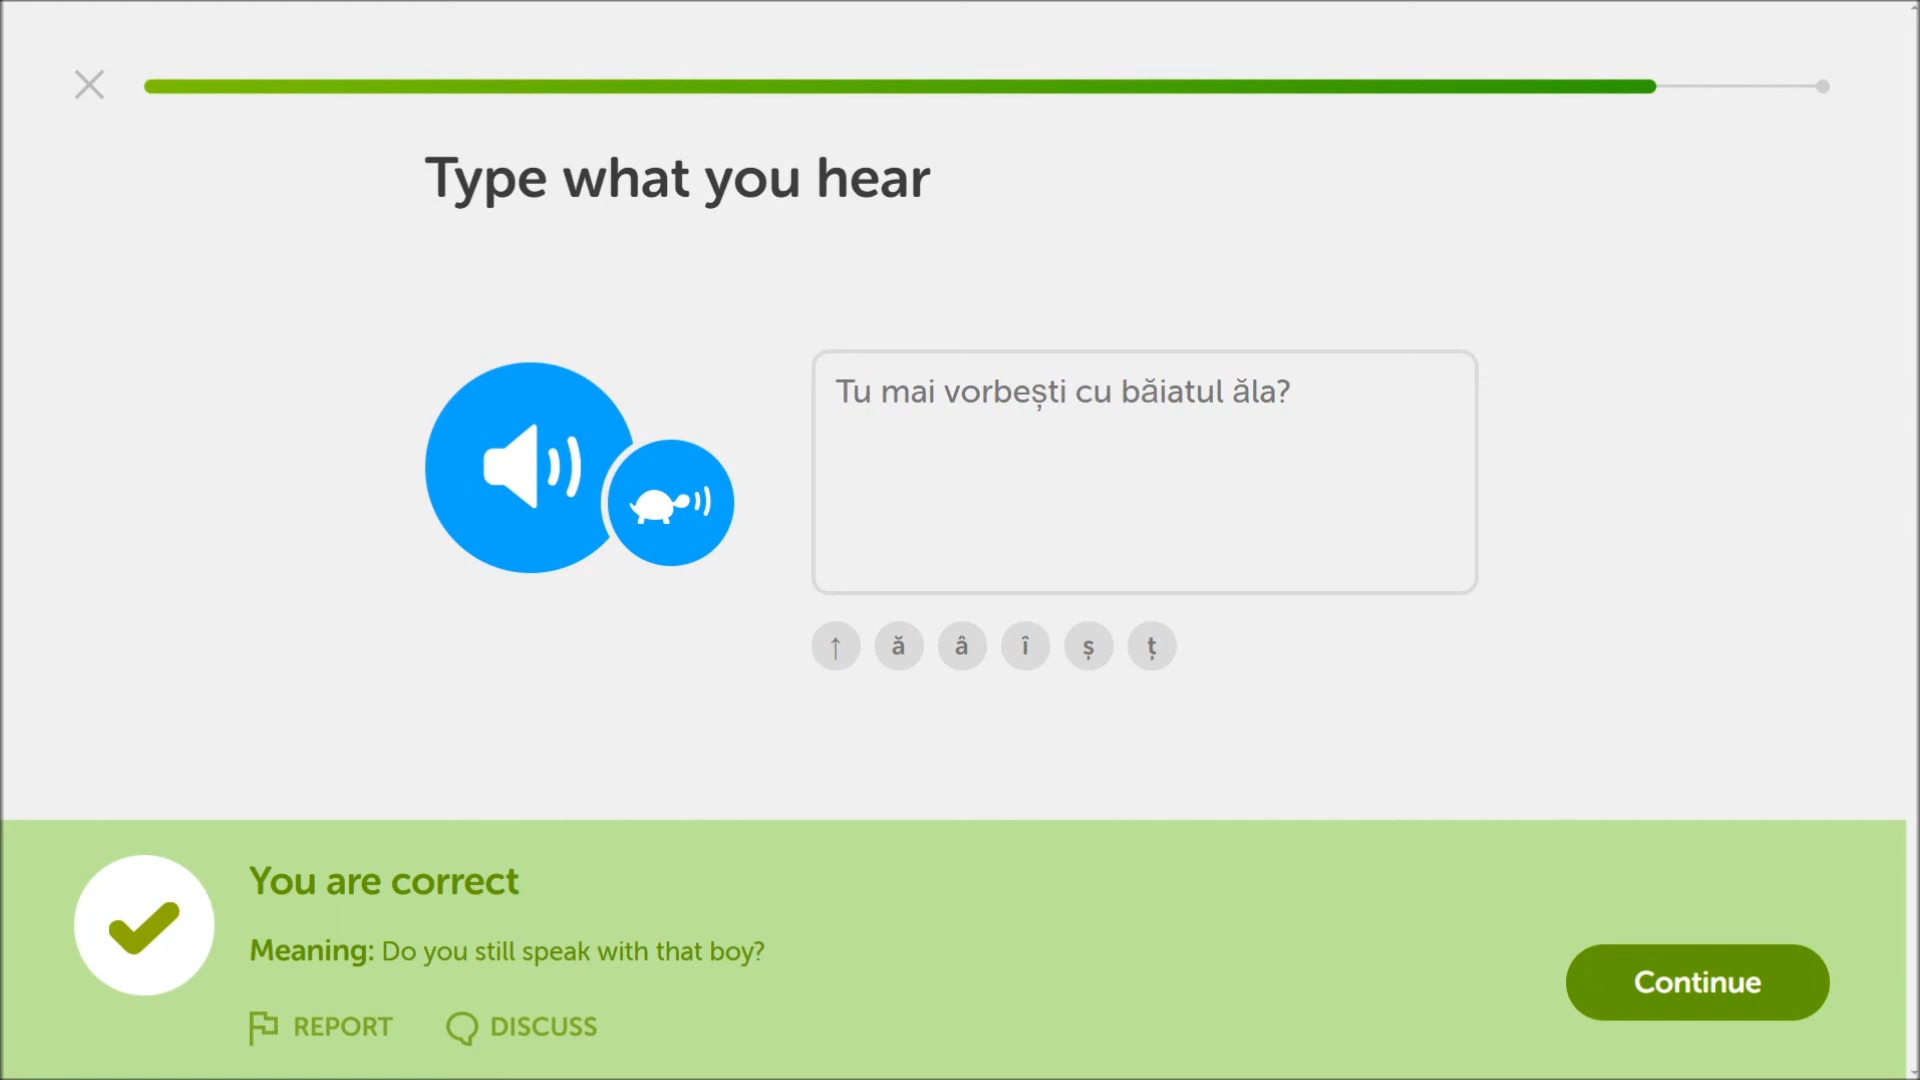 Type what you hear
Tu mai vorbești cu băiatul ăla?
↑ ă â î ș ț
You are correct
Meaning: Do you still speak with that boy?
REPORT DISCUSS
Continue